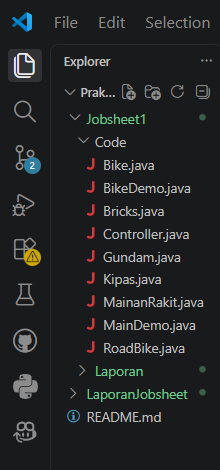 File Edit Selection
Explorer
Prak...
Jobsheet1
Code
Bike.java
BikeDemo.java
Bricks.java
2
Controller.java
Gundam.java
Kipas.java
MainanRakit.java
MainDemo.java
RoadBike.java
Laporan
LaporanJobsheet
README.md